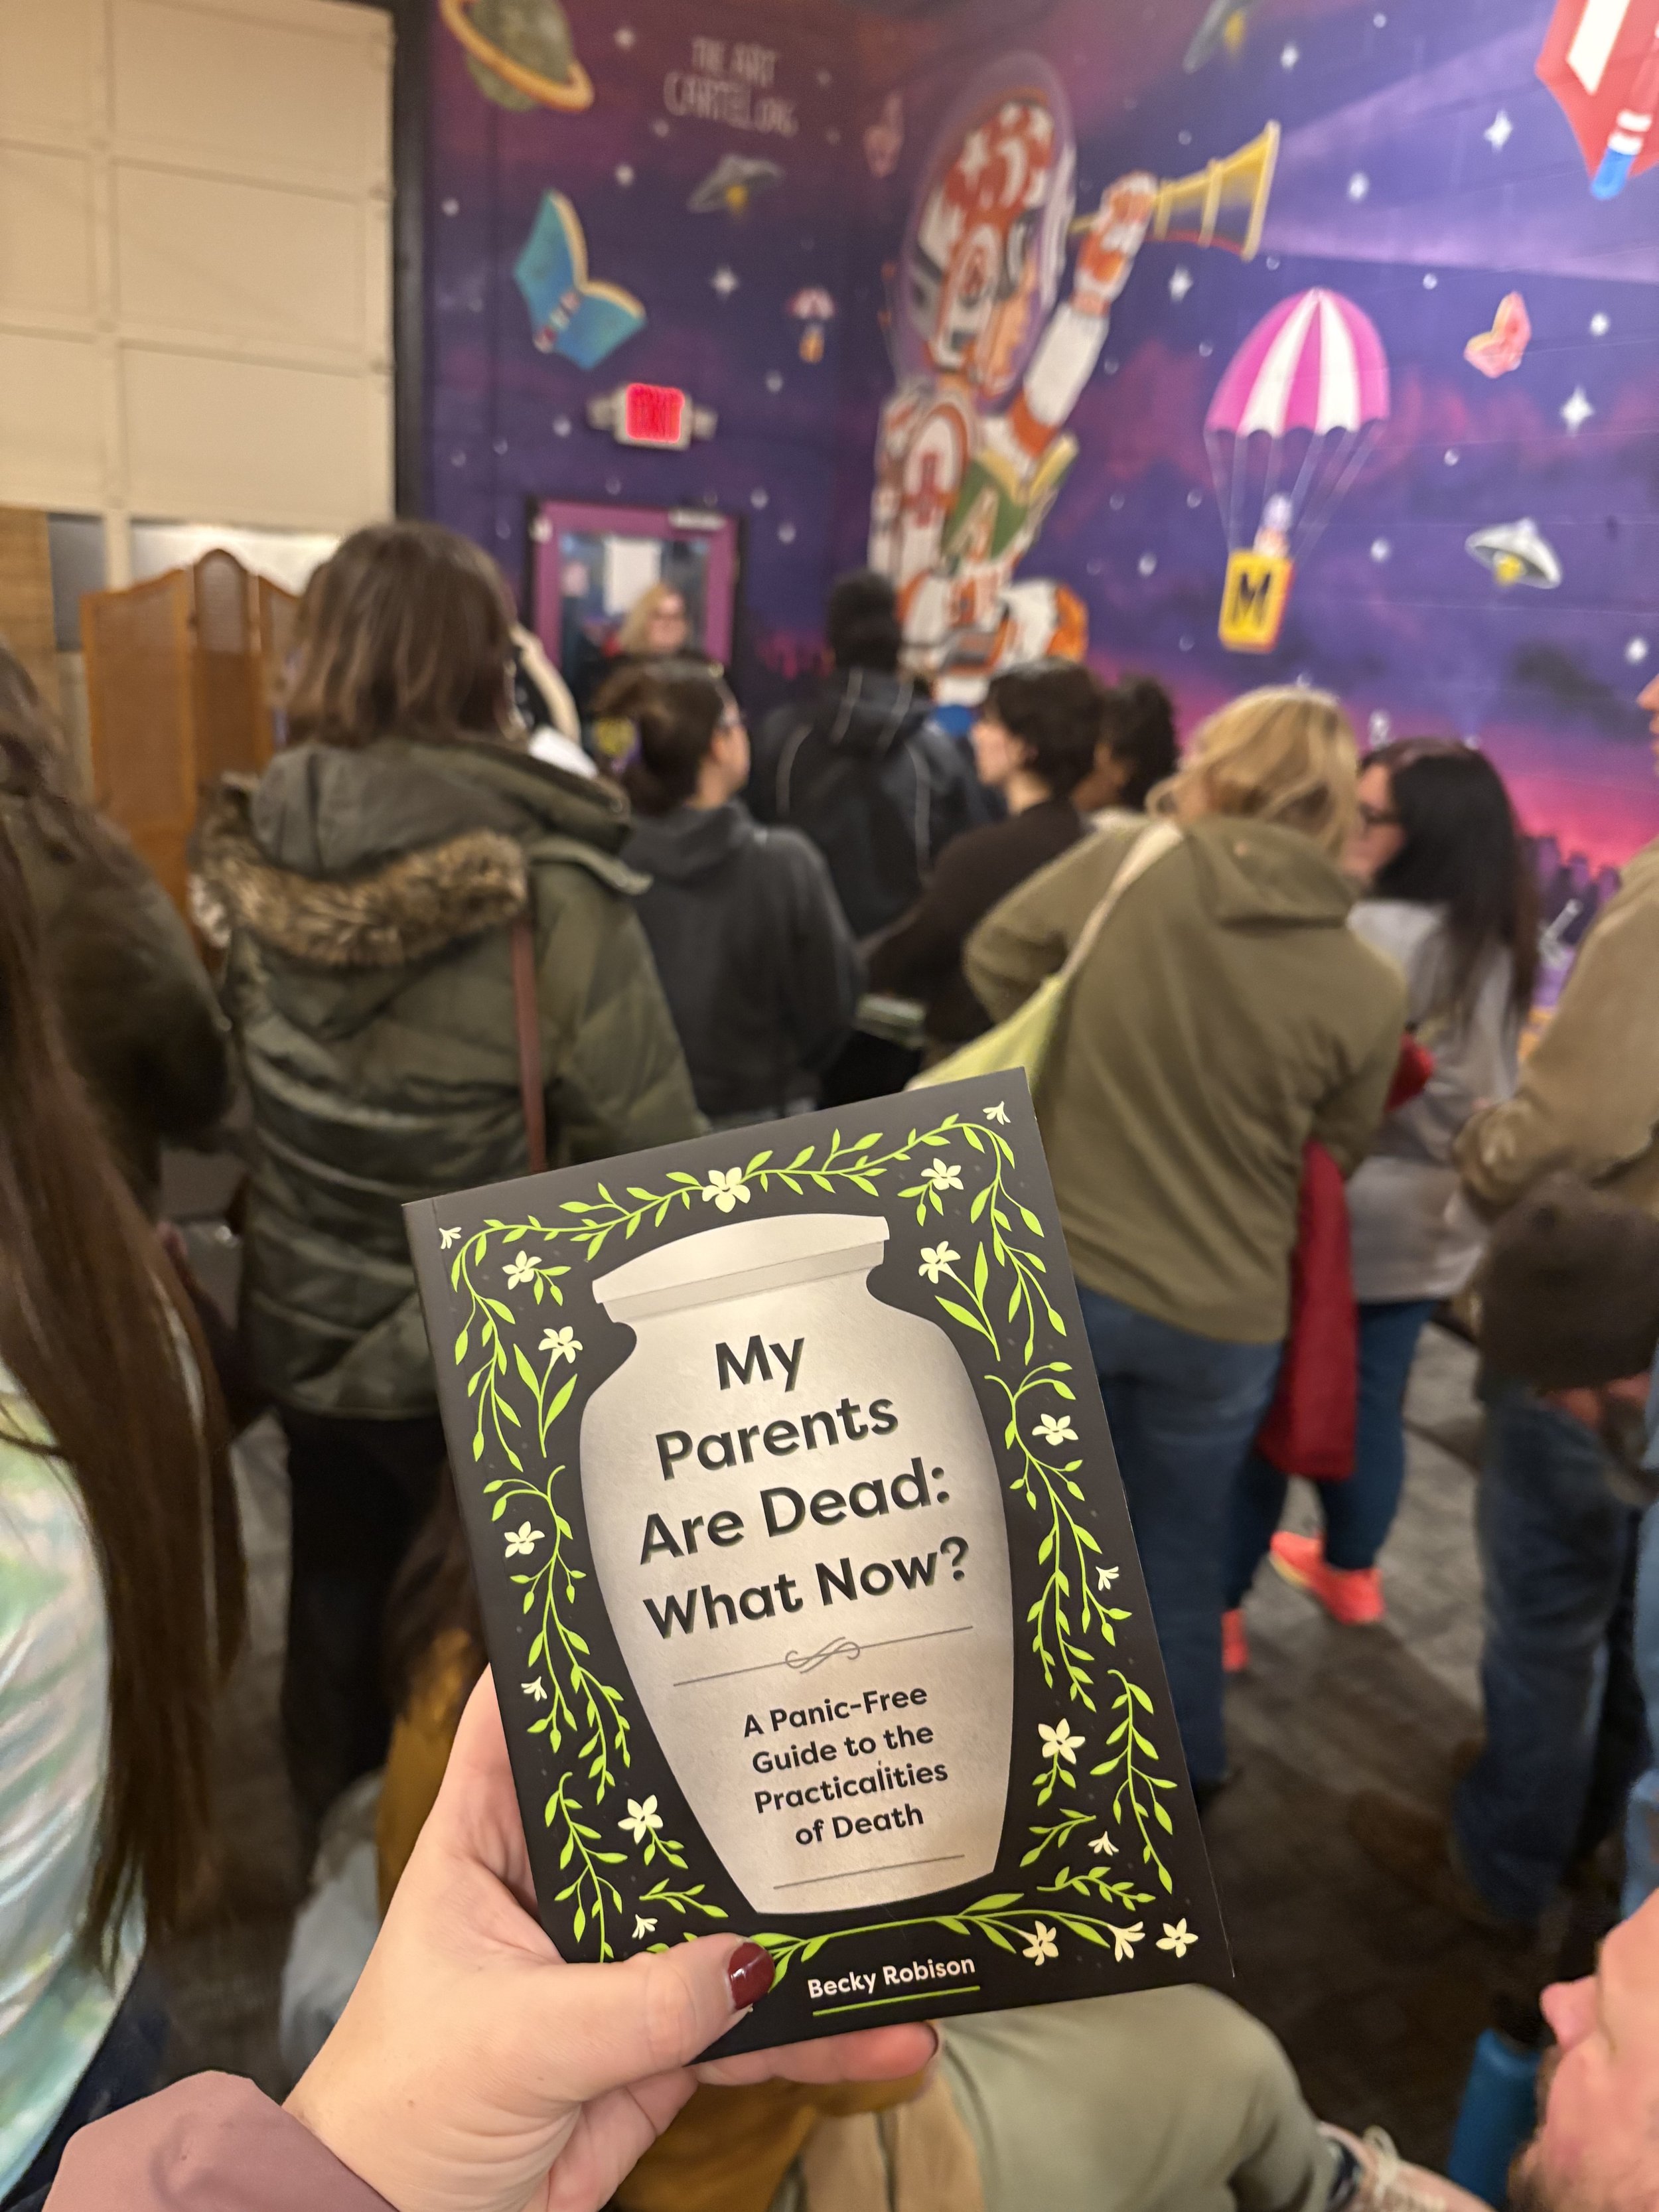 THE ART
CARTEL.ORG
A
M
My
Parents
Are Dead:
What Now?
A Panic-Free
Guide to the
Practicalities
of Death
Becky Robison